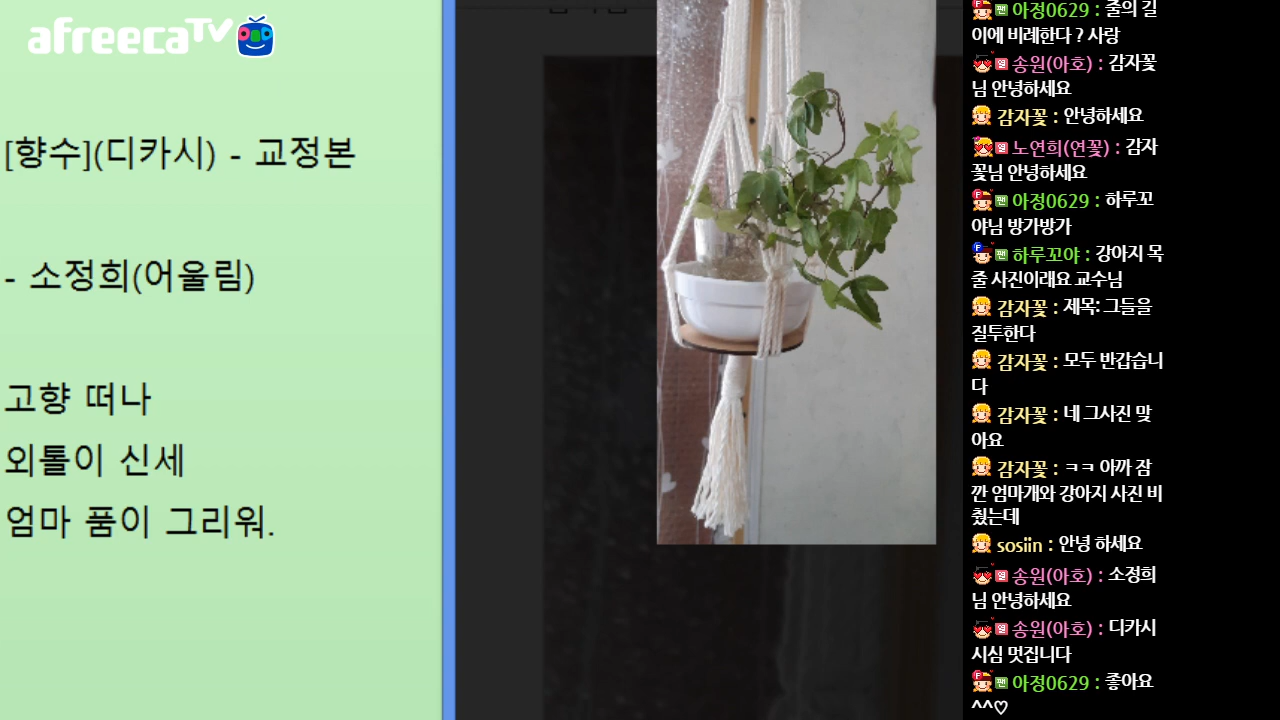 afreecaTV
[향수](디카시) - 교정본
- 소정희(어울림)
고향 떠나
외톨이 신세
엄마 품이 그리워.
아정0629 : 줄의 길
이에 비례한다 ? 사랑
송원(아호) : 감자꽃
님 안녕하세요
감자꽃 : 안녕하세요
노연희(연꽃) : 감자
꽃님 안녕하세요
아정0629 : 하루꼬
야님 방가방가
하루꼬야 : 강아지 목
줄 사진이래요 교수님
감자꽃 : 제목: 그들을
질투한다
감자꽃 : 모두 반갑습니
다
감자꽃 : 네 그사진 맞
아요
감자꽃 : ㅋㅋ 아까 잠
깐 엄마개와 강아지 사진 비
췄는데
sosiin : 안녕 하세요
송원(아호) : 소정희
님 안녕하세요
송원(아호) : 디카시
시심 멋집니다
아정0629 : 좋아요
^^♡